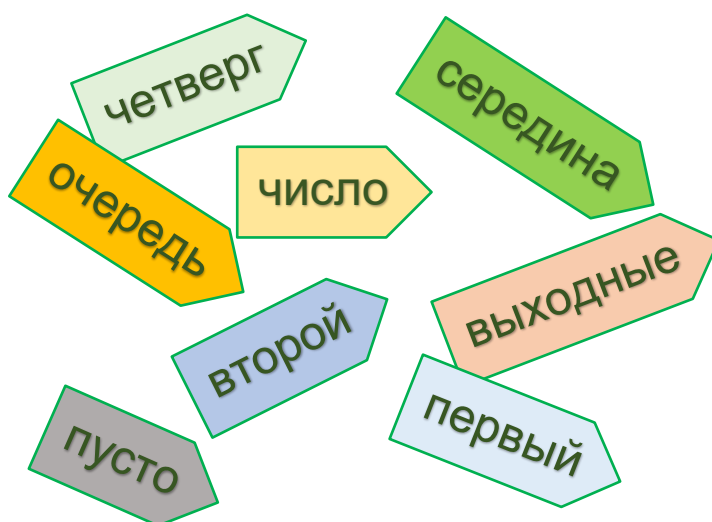 четверг
середина
очередь
число
выходные
второй
первый
пусто